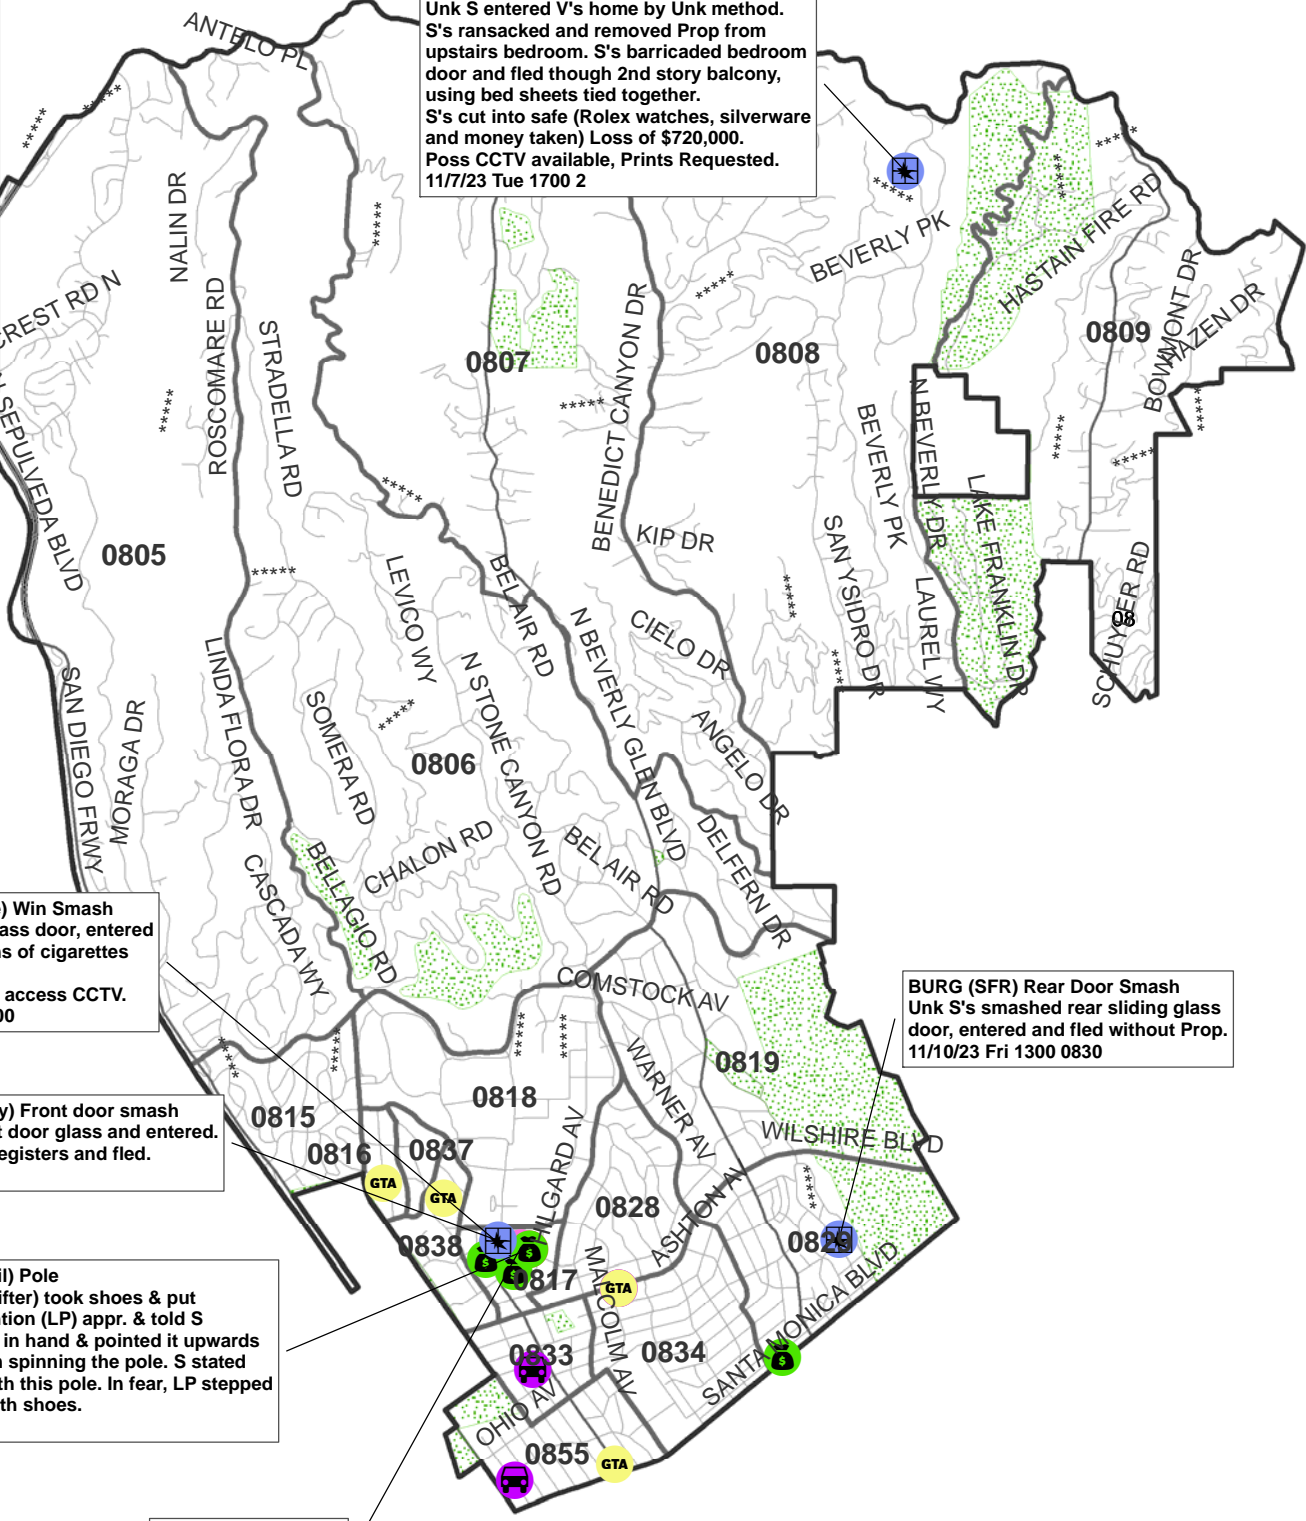 Unk S entered V's home by Unk method.
S's ransacked and removed Prop from
upstairs bedroom. S's barricaded bedroom
door and fled though 2nd story balcony,
using bed sheets tied together.
S's cut into safe (Rolex watches, silverware
and money taken) Loss of $720,000.
Poss CCTV available, Prints Requested.
11/7/23 Tue 1700 2
ANTELO PL
*****
*****
*****
*****
*****
*****
NALIN DR
BEVERLY PK
HASTAIN FIRE RD
CREST RD N
ROSCOMARE RD
STRADELLA RD
*****
BENEDICT CANYON DR
BOWMONT DR
HAZEN DR
0807
0808
0809
*****
*****
*****
*****
*****
*****
N SEPULVEDA BLVD
BEVERLY PK
N BEVERLY DR
LAKE FRANKLIN DR
0805
KIP DR
SAN YSIDRO DR
LAUREL WY
SCHUYLER RD
08
*****
*****
*****
*****
LEVICO WY
BEL AIR RD
N BEVERLY GLEN BLVD
CIELO DR
ANGELO DR
SAN DIEGO FRWY
MORAGA DR
LINDA FLORA DR
SOMERA RD
N STONE CANYON RD
0806
CHALON RD
BEL AIR RD
DELFERN DR
CASCADA WY
BELLAGIO RD
) Win Smash
ass door, entered
s of cigarettes
access CCTV.
00
COMSTOCK AV
BURG (SFR) Rear Door Smash
Unk S's smashed rear sliding glass
door, entered and fled without Prop.
11/10/23 Fri 1300 0830
*****
*****
*****
*****
WARNER AV
0819
0818
0815
0816
0837
y) Front door smash
t door glass and entered.
egisters and fled.
WILSHIRE BLVD
HILGARD AV
ASHTON AV
*****
GTA
GTA
0828
0829
0838
0817
MALCOLM AV
GTA
SANTA MONICA BLVD
il) Pole
ifter) took shoes & put
ntion (LP) appr. & told S
in hand & pointed it upwards
n spinning the pole. S stated
th this pole. In fear, LP stepped
th shoes.
0833
0834
OHIO AV
0855
GTA